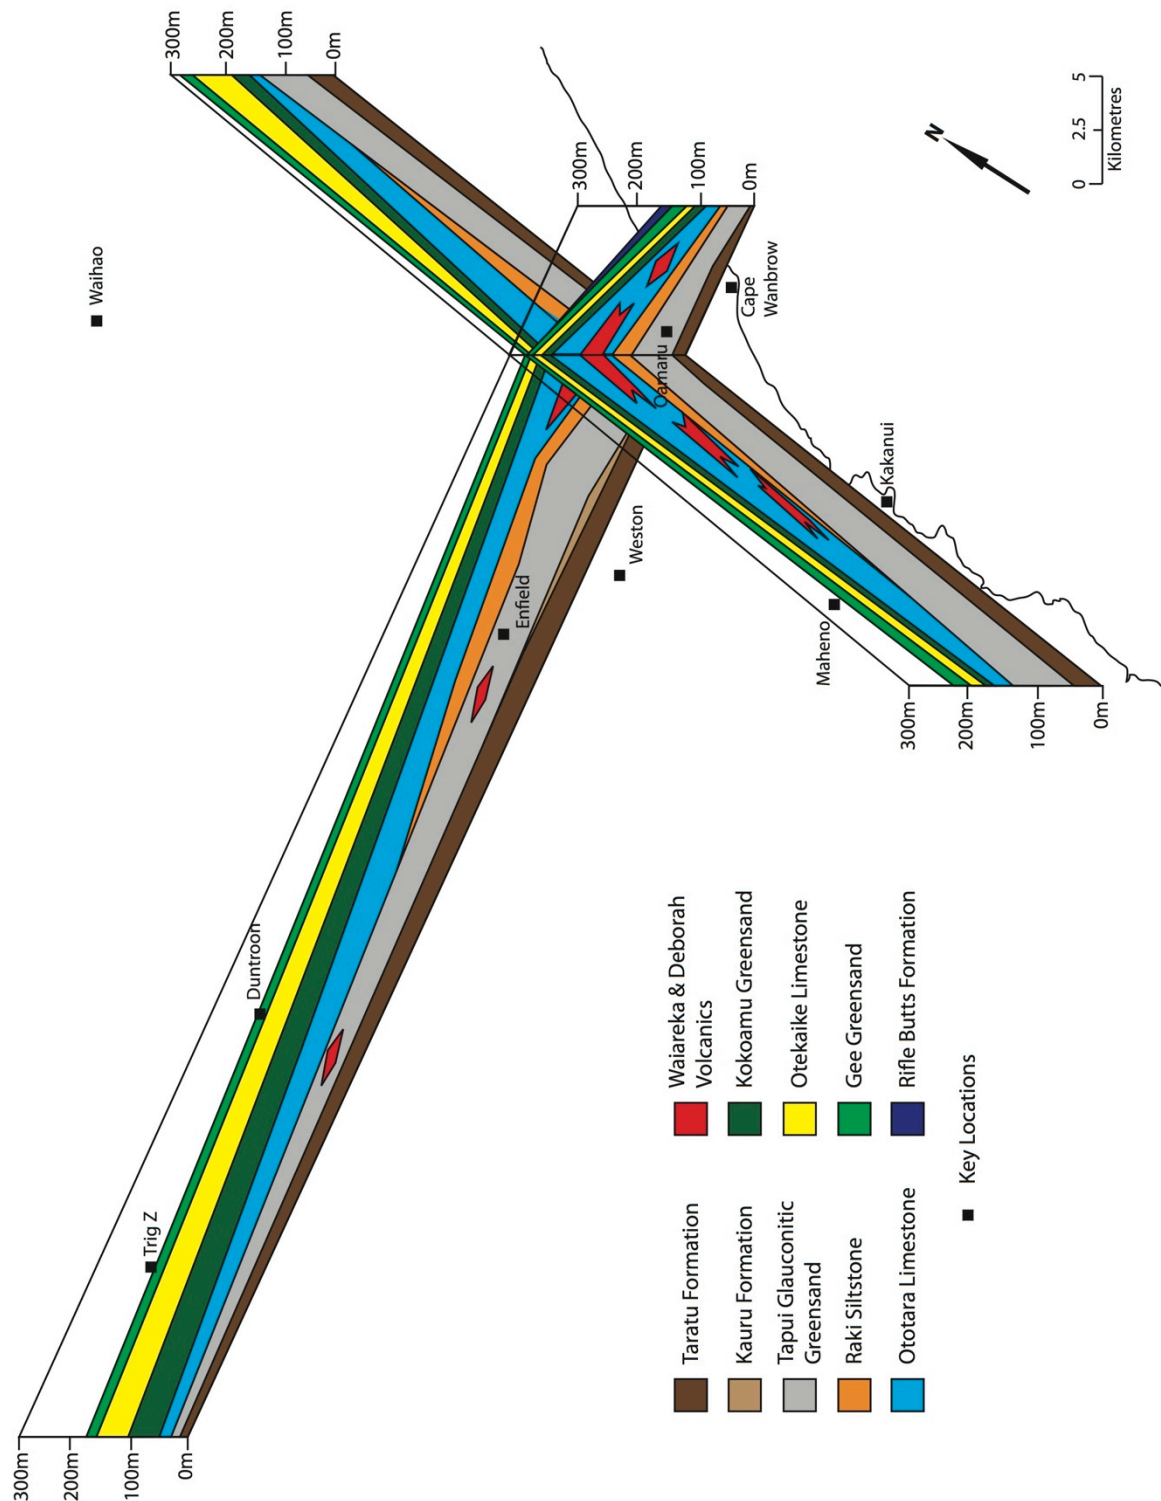 300m
200m
100m
0m
Waihao
300m
200m
100m
0m
N
0
2.5
5
Kilometres
Cape
Wanbrow
Oamaru
Kakanui
Weston
Enfield
Maheno
300m
200m
100m
0m
Duntroon
Trig Z
300m
200m
100m
0m
Taratu Formation
Kauru Formation
Tapui Glauconitic
Greensand
Raki Siltstone
Ototara Limestone
Waiareka & Deborah
Volcanics
Kokoamu Greensand
Otekaike Limestone
Gee Greensand
Rifle Butts Formation
Key Locations